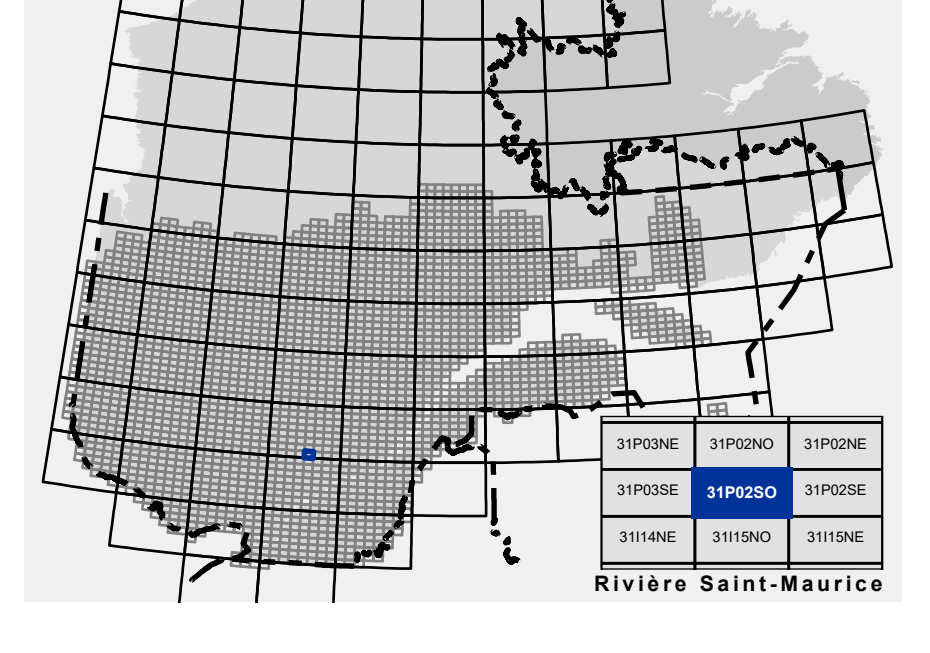 31P03NE 31P02NO 31P02NE
31P03SE 31P02SO 31P02SE
31I14NE 31I15NO 31I15NE
Rivière Saint-Maurice